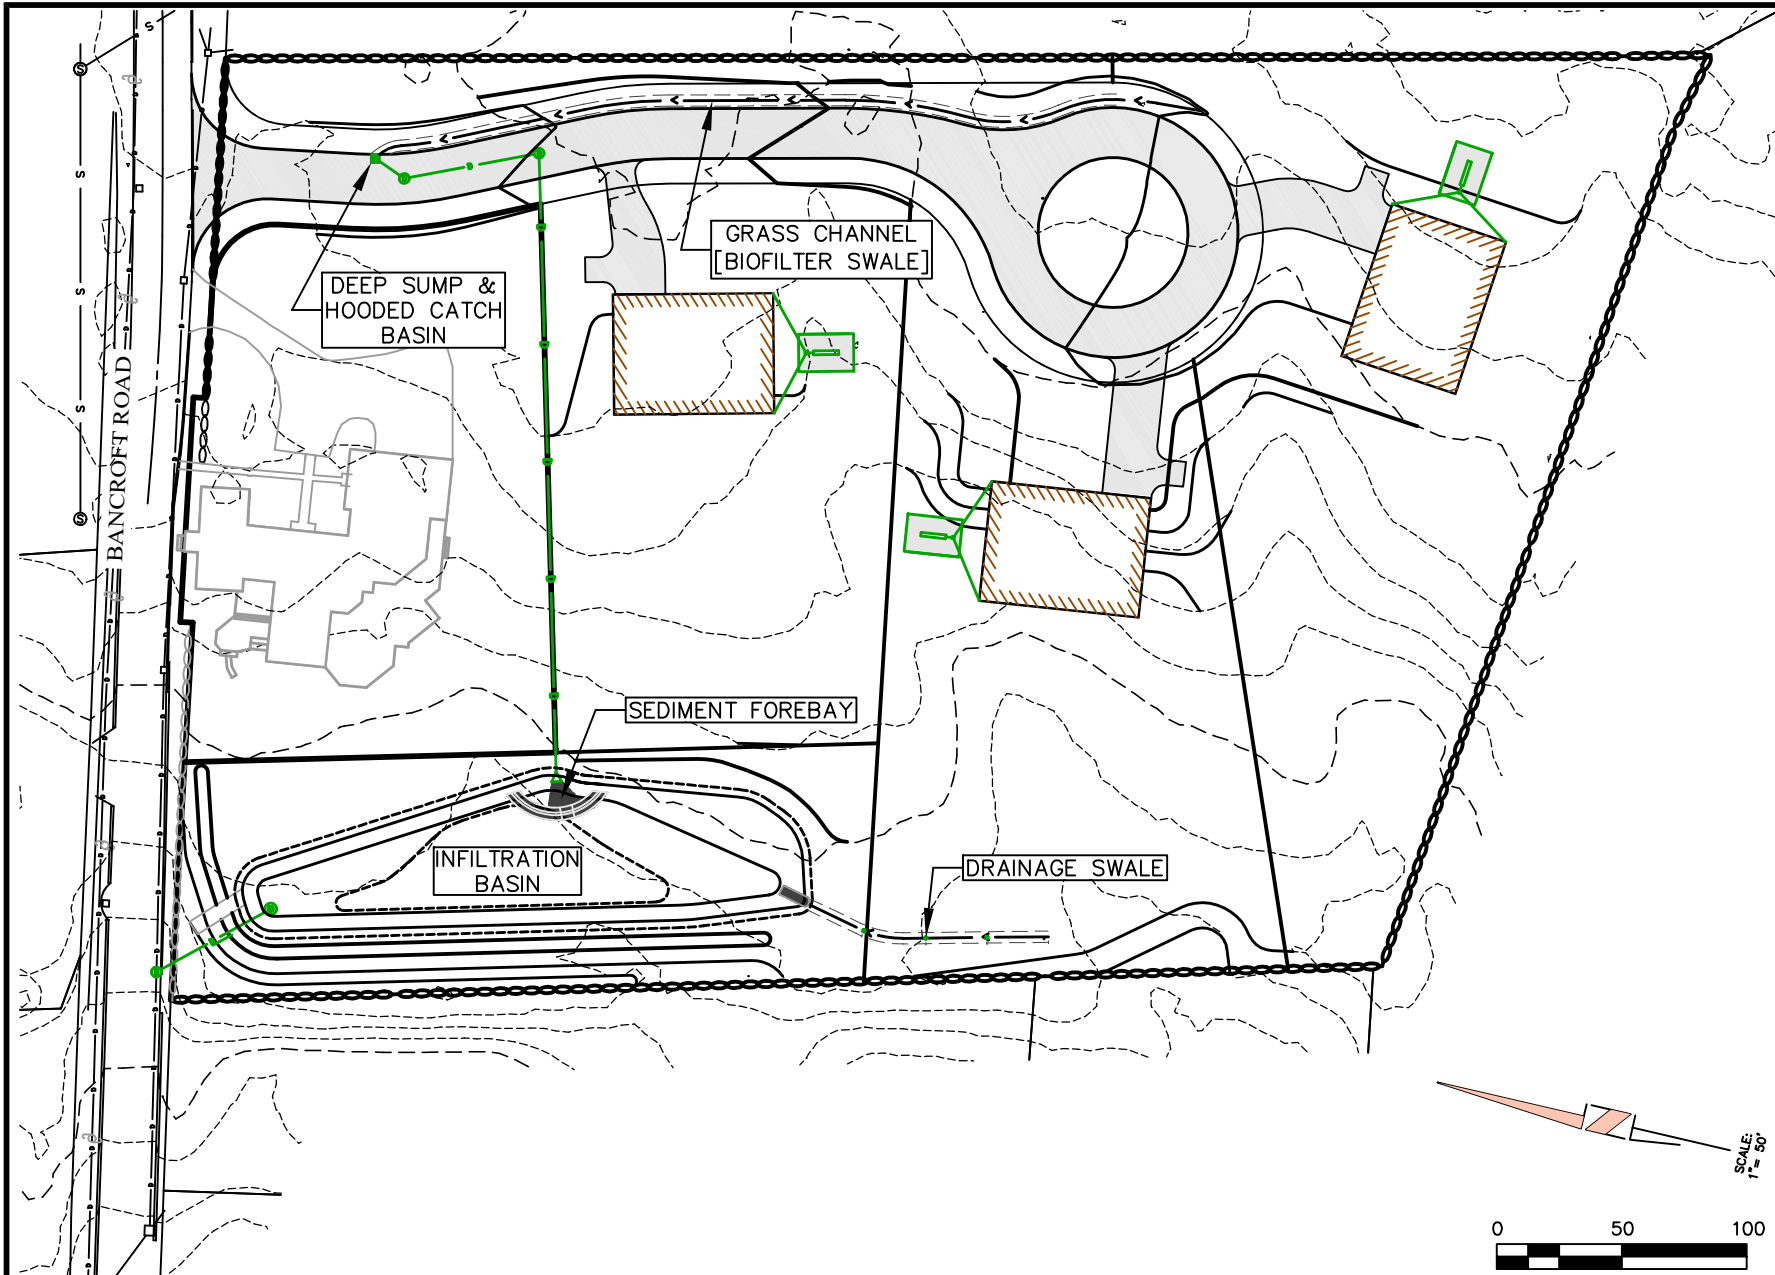 GRASS CHANNEL
[BIOFILTER SWALE]
DEEP SUMP &
HOODED CATCH
BASIN
BANCROFT ROAD
SEDIMENT FOREBAY
INFILTRATION
BASIN
DRAINAGE SWALE
S
S
S
S
S
S
SCALE:
1"= 50'
0 50 100